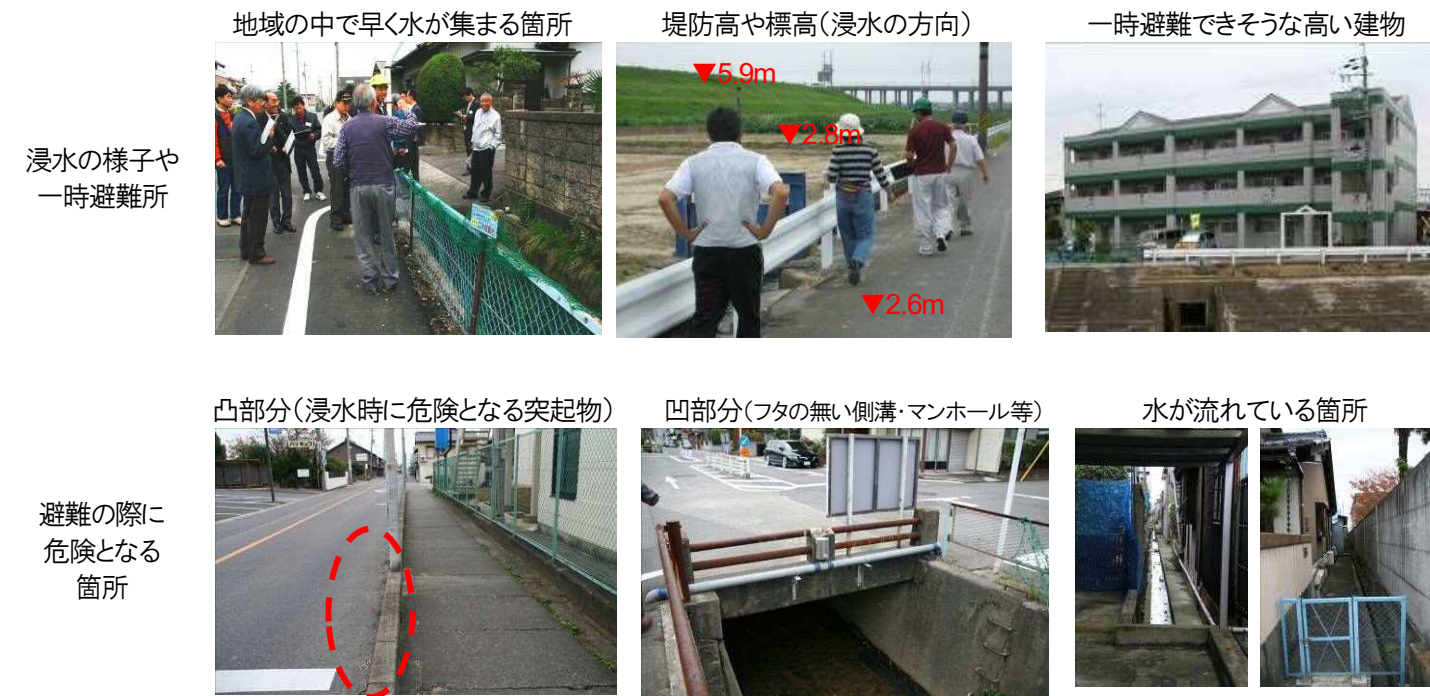 地域の中で早く水が集まる箇所
堤防高や標高(浸水の方向)
一時避難できそうな高い建物
浸水の様子や
一時避難所
▼5.9m
▼2.8m
▼2.6m
凸部分(浸水時に危険となる突起物)
凹部分(フタの無い側溝・マンホール等)
水が流れている箇所
避難の際に
危険となる
箇所